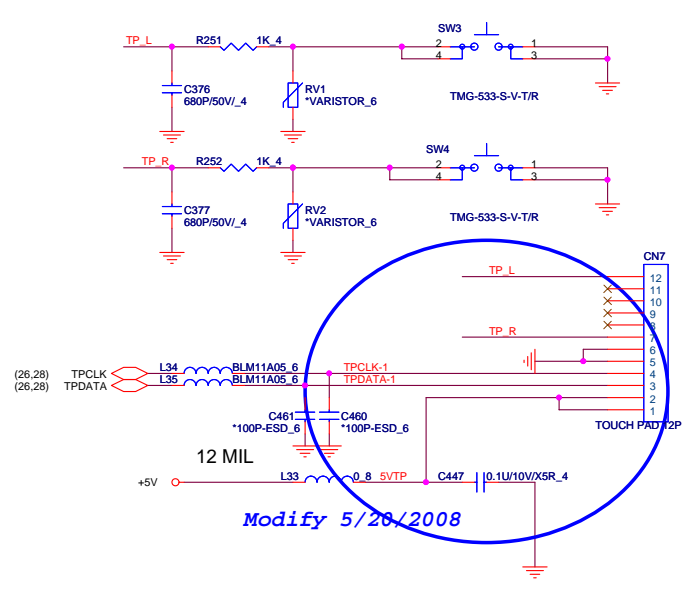 SW3
TP_L R251 1K_4 2 1
4 3
C376 RV1
680P/50V/_4 *VARISTOR_6 TMG-533-S-V-T/R
SW4
TP_R R252 1K_4 2 1
4 3
C377 RV2
680P/50V/_4 *VARISTOR_6 TMG-533-S-V-T/R
CN7
TP_L 12
11
10
9
8
TP_R 7
6
5
(26,28) TPCLK L34 BLM11A05_6 TPCLK-1 4
(26,28) TPDATA L35 BLM11A05_6 TPDATA-1 3
2
1
C461 C460 TOUCH PAD 12P
*100P-ESD_6 *100P-ESD_6
12 MIL
+5V L33 0_8 5VTP C447 0.1U/10V/X5R_4
Modify 5/20/2008